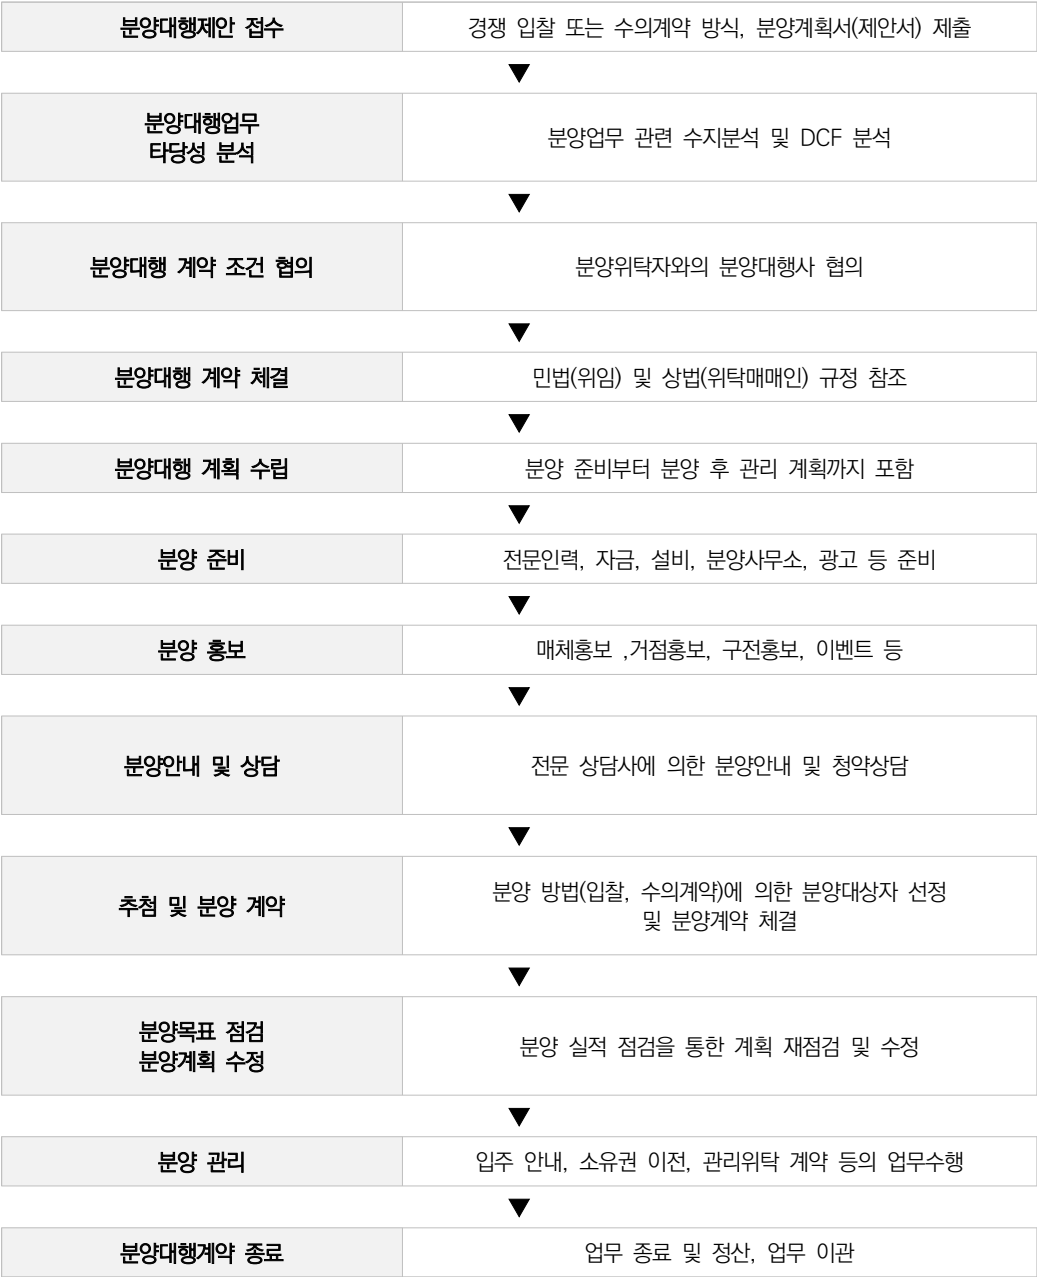 분양대행제안 접수
경쟁 입찰 또는 수의계약 방식, 분양계획서(제안서) 제출
분양대행업무
타당성 분석
분양업무 관련 수지분석 및 DCF 분석
분양대행 계약 조건 협의
분양위탁자와의 분양대행사 협의
분양대행 계약 체결
민법(위임) 및 상법(위탁매매인) 규정 참조
분양대행 계획 수립
분양 준비부터 분양 후 관리 계획까지 포함
분양 준비
전문인력, 자금, 설비, 분양사무소, 광고 등 준비
분양 홍보
매체홍보 ,거점홍보, 구전홍보, 이벤트 등
분양안내 및 상담
전문 상담사에 의한 분양안내 및 청약상담
추첨 및 분양 계약
분양 방법(입찰, 수의계약)에 의한 분양대상자 선정
및 분양계약 체결
분양목표 점검
분양계획 수정
분양 실적 점검을 통한 계획 재점검 및 수정
분양 관리
입주 안내, 소유권 이전, 관리위탁 계약 등의 업무수행
분양대행계약 종료
업무 종료 및 정산, 업무 이관